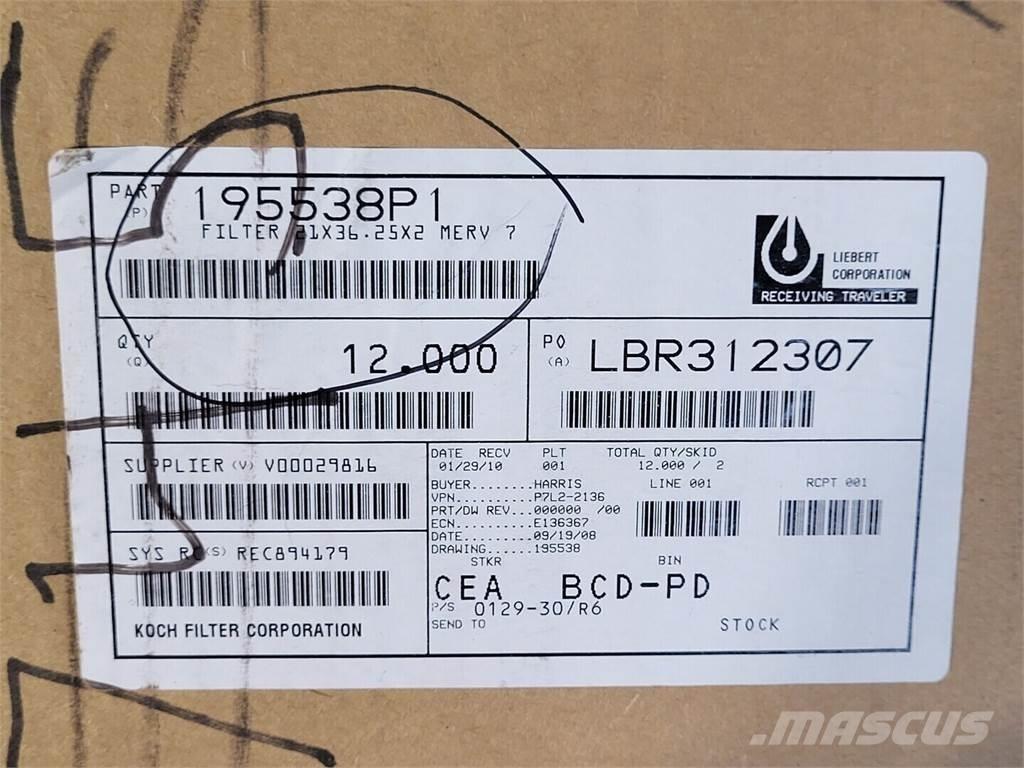 PART
(P)
195538P1
FILTER 21X36.25X2 MERV 7
LIEBERT
CORPORATION
RECEIVING TRAVELER
QTY
(Q)
12.000
PO
(A)
LBR312307
SUPPLIER (V) V00029816
SYS RC(S) REC894179
KOCH FILTER CORPORATION
DATE RECV PLT TOTAL QTY/SKID
01/29/10 001 12.000 / 2
BUYER........HARRIS
VPN..........P7L2-2136
PRT/DW REV...000000 /00
ECN..........E136367
DATE.........09/19/08
DRAWING......195538
LINE 001
RCPT 001
STKR BIN
CEA BCD-PD
P/S 0129-30/R6
SEND TO
STOCK
MASCUS